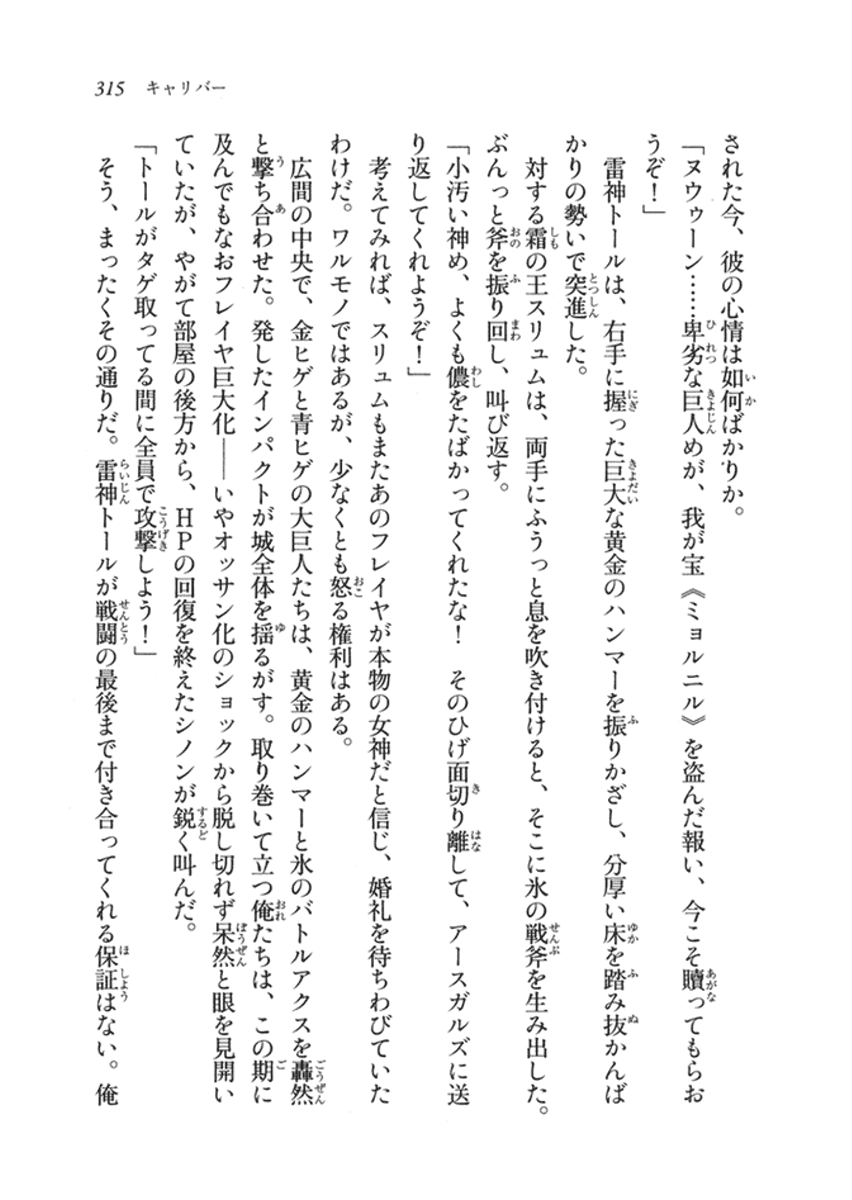 315　キャリバー
された今、彼の心情は如何ばかりか。
「ヌウゥーン……卑劣な巨人めが、我が宝《ミョルニル》を盗んだ報い、今こそ贖ってもらお
うぞ！」
　雷神トールは、右手に握った巨大な黄金のハンマーを振りかざし、分厚い床を踏み抜かんば
かりの勢いで突進した。
　対する霜の王スリュムは、両手にふうっと息を吹き付けると、そこに氷の戦斧を生み出した。
ぶんっと斧を振り回し、叫び返す。
「小汚い神め、よくも儂をたばかってくれたな！　そのひげ面切り離して、アースガルズに送
り返してくれようぞ！」
　考えてみれば、スリュムもまたあのフレイヤが本物の女神だと信じ、婚礼を待ちわびていた
わけだ。ワルモノではあるが、少なくとも怒る権利はある。
　広間の中央で、金ヒゲと青ヒゲの大巨人たちは、黄金のハンマーと氷のバトルアクスを轟然
と撃ち合わせた。発したインパクトが城全体を揺るがす。取り巻いて立つ俺たちは、この期に
及んでもなおフレイヤ巨大化――いやオッサン化のショックから脱し切れず呆然と眼を見開い
ていたが、やがて部屋の後方から、ＨＰの回復を終えたシノンが鋭く叫んだ。
「トールがタゲ取ってる間に全員で攻撃しよう！」
　そう、まったくその通りだ。雷神トールが戦闘の最後まで付き合ってくれる保証はない。俺